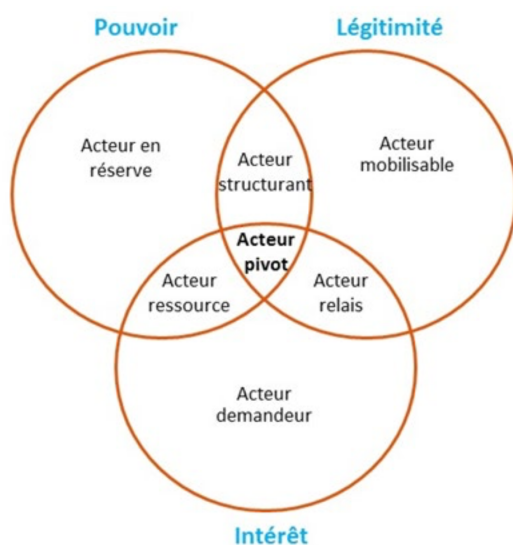 Pouvoir
Légitimité
Acteur en
réserve
Acteur
structurant
Acteur
mobilisable
Acteur
pivot
Acteur
ressource
Acteur
relais
Acteur
demandeur
Intérêt